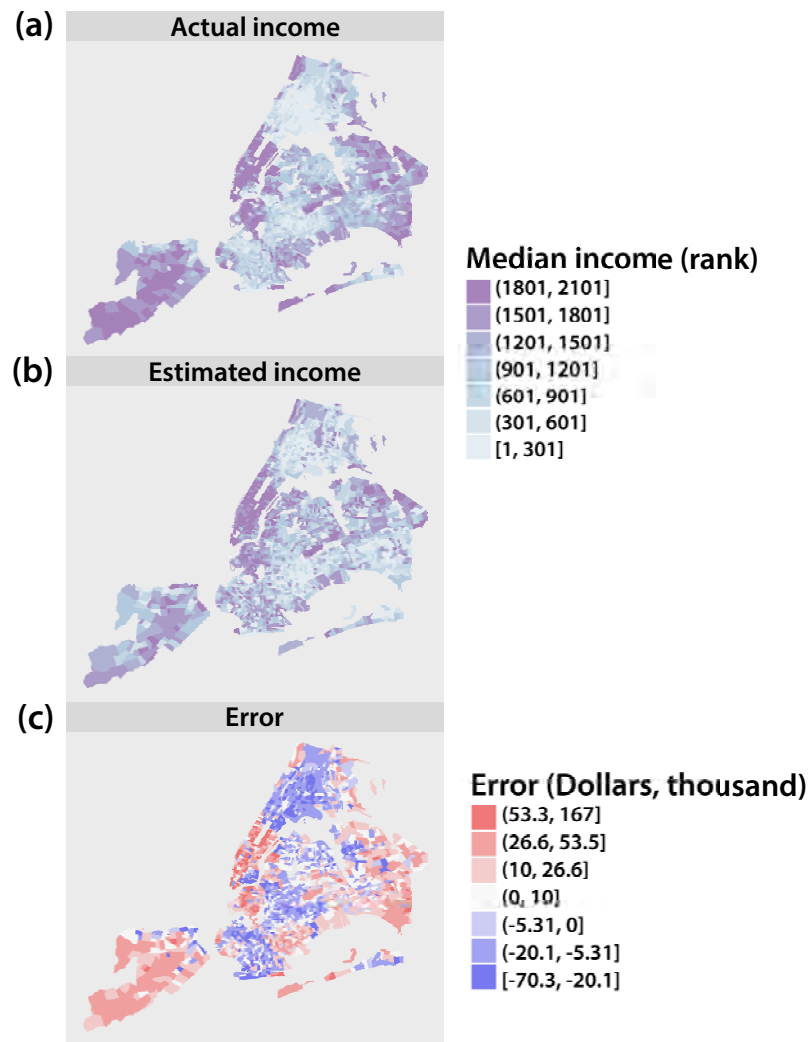 (a)
Actual income
Median income (rank)
(1801, 2101]
(1501, 1801]
(1201, 1501]
(901, 1201]
(601, 901]
(301, 601]
[1, 301]
(b)
Estimated income
(c)
Error
Error (Dollars, thousand)
(53.3, 167]
(26.6, 53.5]
(10, 26.6]
(0, 10]
(-5.31, 0]
(-20.1, -5.31]
[-70.3, -20.1]